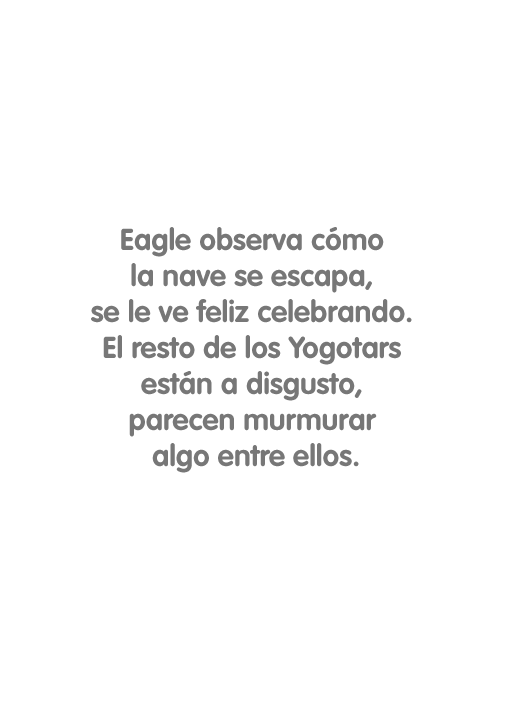 Eagle observa cómo
la nave se escapa,
se le ve feliz celebrando.
El resto de los Yogotars
están a disgusto,
parecen murmurar
algo entre ellos.